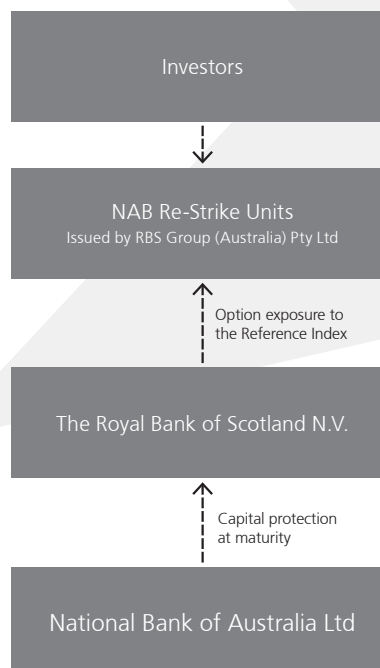 Investors
NAB Re-Strike Units
Issued by RBS Group (Australia) Pty Ltd
Option exposure to
the Reference Index
The Royal Bank of Scotland N.V.
Capital protection
at maturity
National Bank of Australia Ltd